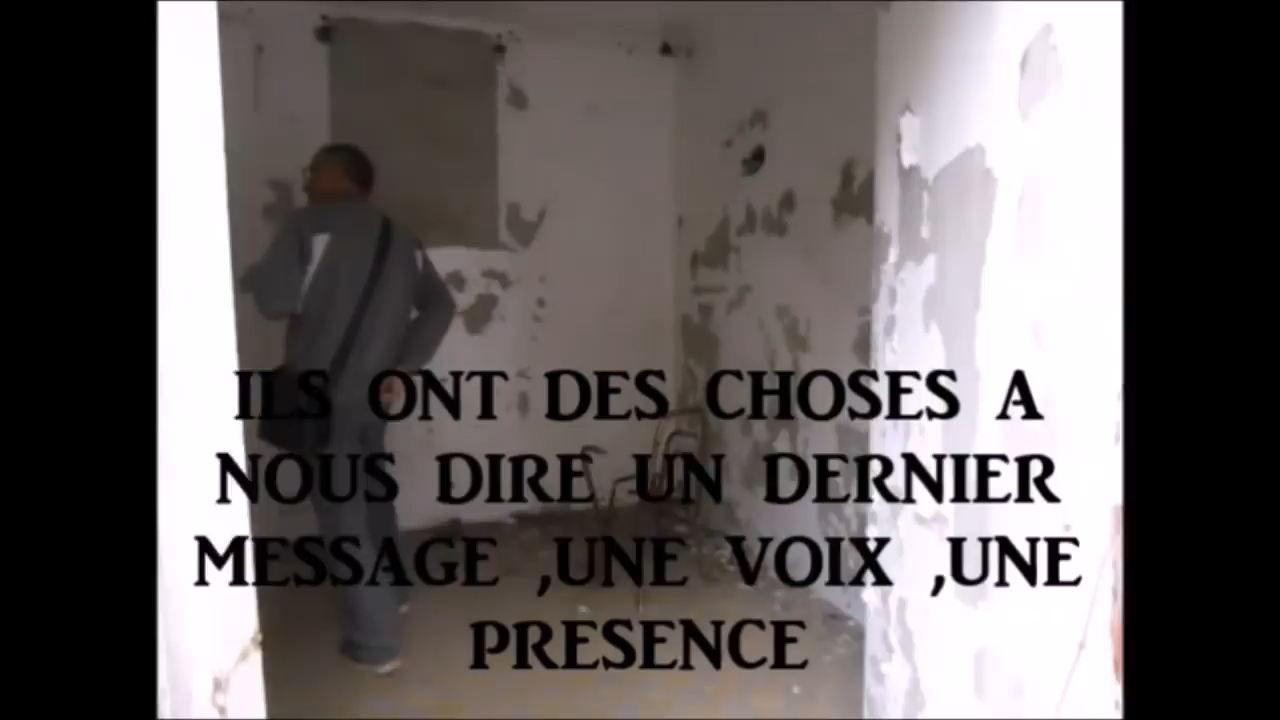 ILS ONT DES CHOSES A
NOUS DIRE UN DERNIER
MESSAGE ,UNE VOIX ,UNE
PRESENCE